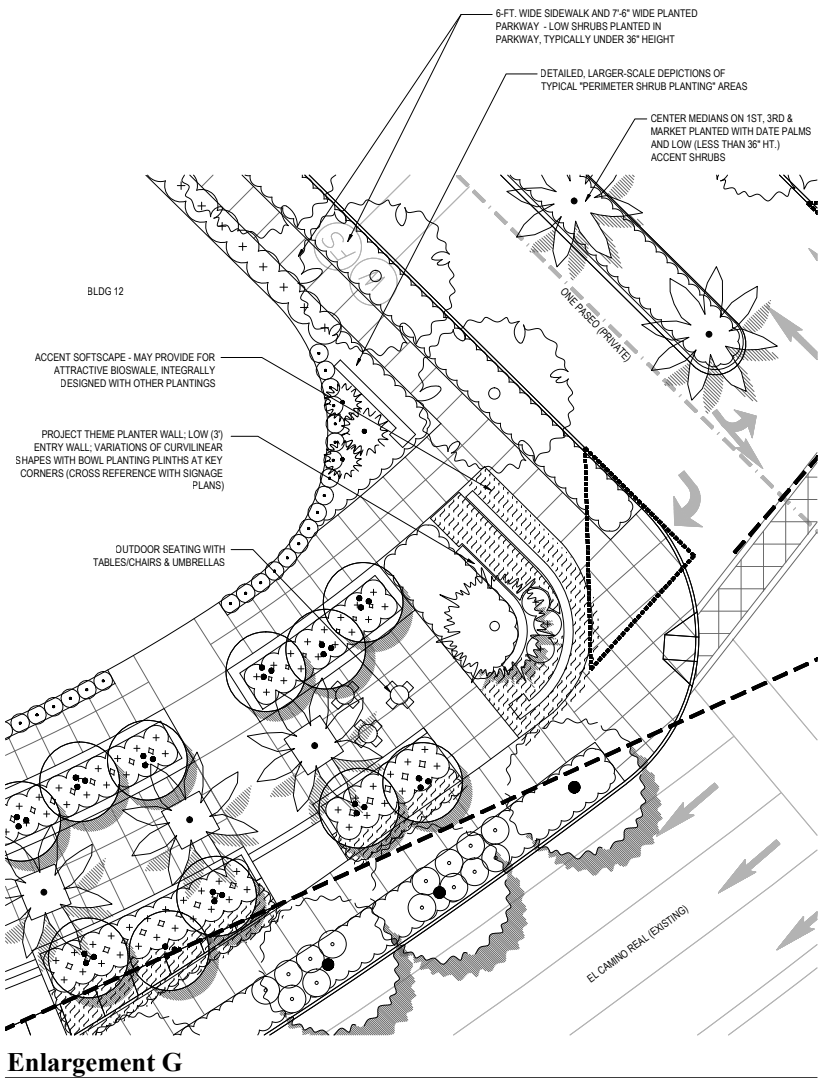 6-FT. WIDE SIDEWALK AND 7'-6" WIDE PLANTED
PARKWAY - LOW SHRUBS PLANTED IN
PARKWAY, TYPICALLY UNDER 36" HEIGHT
DETAILED, LARGER-SCALE DEPICTIONS OF
TYPICAL "PERIMETER SHRUB PLANTING" AREAS
CENTER MEDIANS ON 1ST, 3RD &
MARKET PLANTED WITH DATE PALMS
AND LOW (LESS THAN 36" HT.)
ACCENT SHRUBS
BLDG 12
ONE PASEO (PRIVATE)
ACCENT SOFTSCAPE - MAY PROVIDE FOR
ATTRACTIVE BIOSWALE, INTEGRALLY
DESIGNED WITH OTHER PLANTINGS
PROJECT THEME PLANTER WALL; LOW (3')
ENTRY WALL; VARIATIONS OF CURVILINEAR
SHAPES WITH BOWL PLANTING PLINTHS AT KEY
CORNERS (CROSS REFERENCE WITH SIGNAGE
PLANS)
OUTDOOR SEATING WITH
TABLES/CHAIRS & UMBRELLAS
EL CAMINO REAL (EXISTING)
Enlargement G